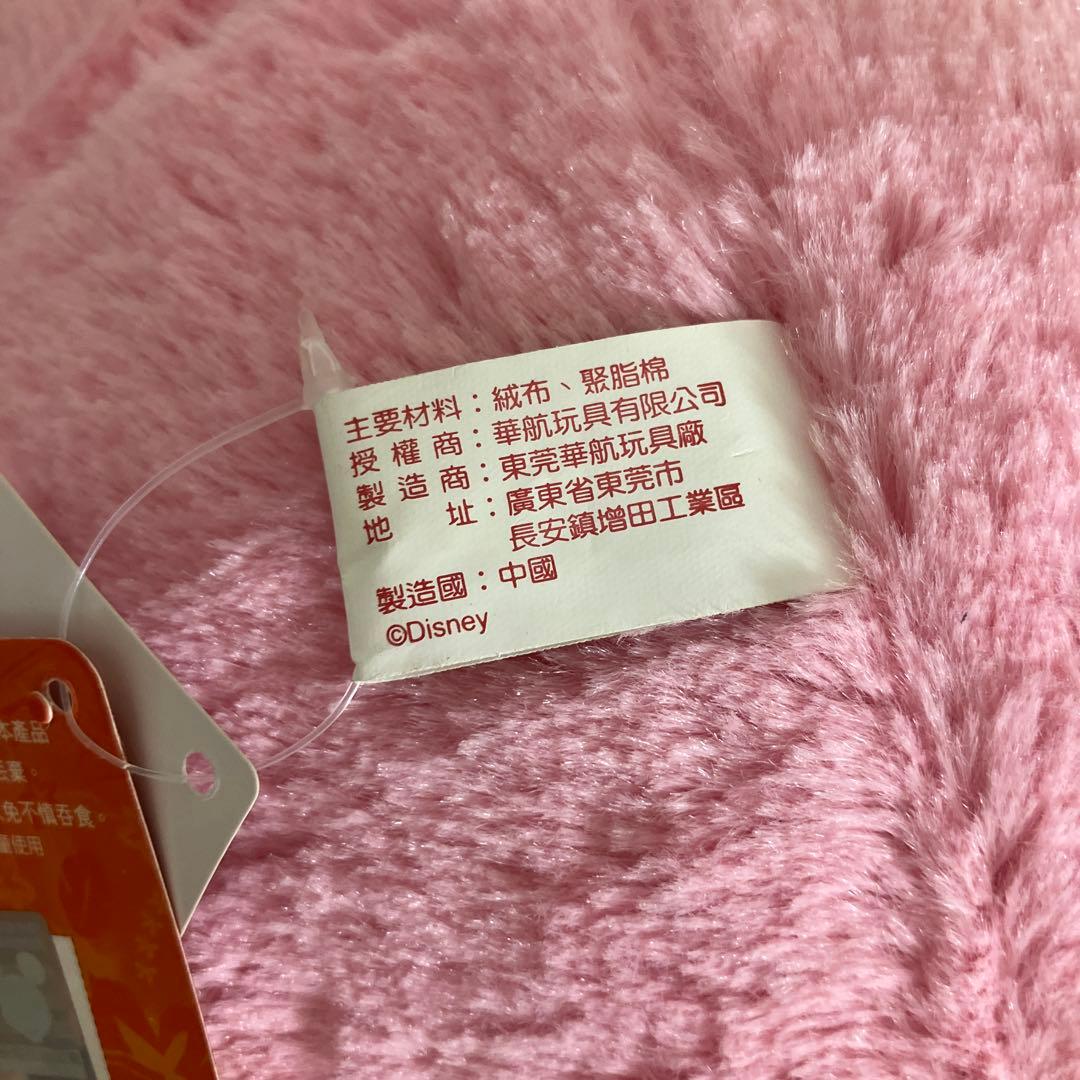 主要材料：絨布、聚脂棉
授權商：華航玩具有限公司
製造商：東莞華航玩具廠
地址：廣東省東莞市
長安鎮增田工業區
製造國：中國
©Disney
本產品
丟棄。
免不慎吞食。
使用